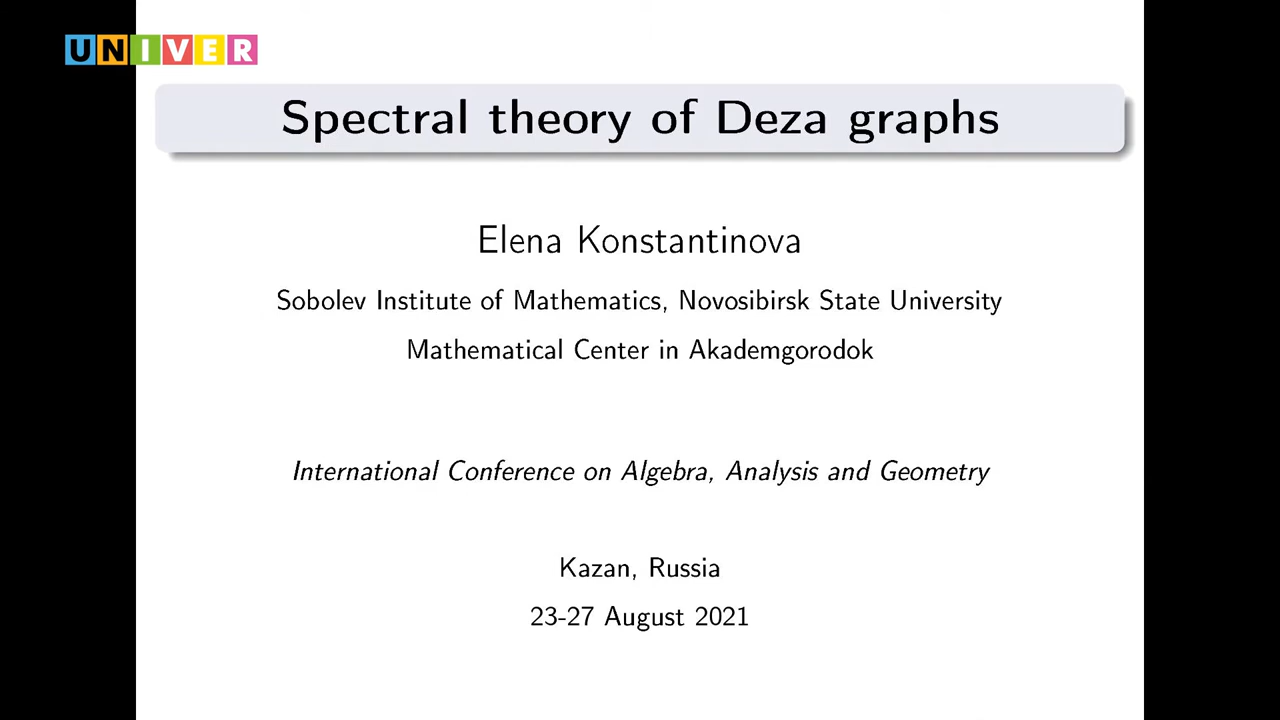 UNIVER
Spectral theory of Deza graphs
Elena Konstantinova
Sobolev Institute of Mathematics, Novosibirsk State University
Mathematical Center in Akademgorodok
International Conference on Algebra, Analysis and Geometry
Kazan, Russia
23-27 August 2021